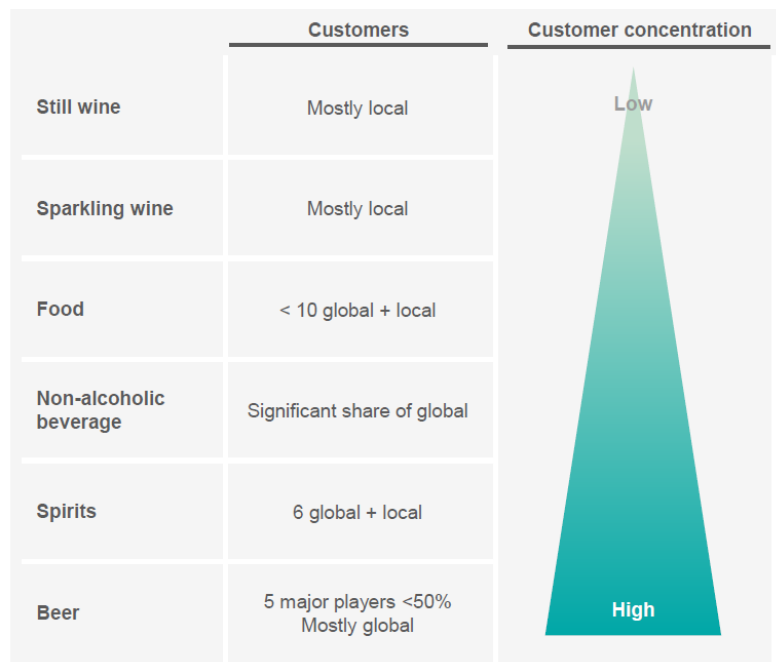 Customers
Customer concentration
Still wine
Mostly local
Low
Sparkling wine
Mostly local
Food
< 10 global + local
Non-alcoholic
beverage
Significant share of global
Spirits
6 global + local
Beer
5 major players <50%
Mostly global
High